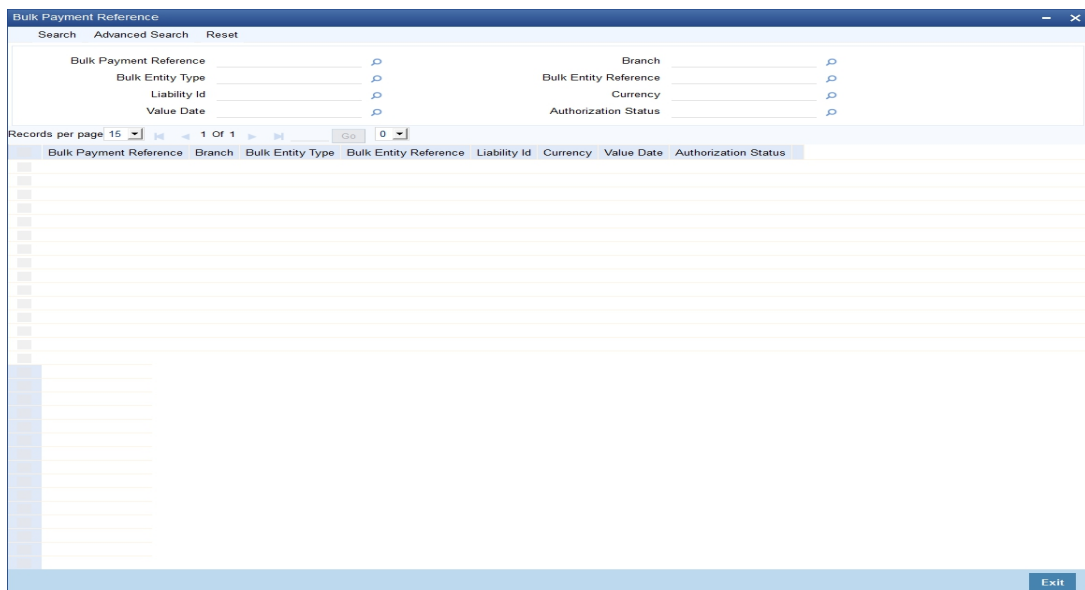 Bulk Payment Reference
Search Advanced Search Reset
Bulk Payment Reference Branch
Bulk Entity Type Bulk Entity Reference
Liability Id Currency
Value Date Authorization Status
Records per page 15 1 Of 1 Go 0
Bulk Payment Reference Branch Bulk Entity Type Bulk Entity Reference Liability Id Currency Value Date Authorization Status
Exit